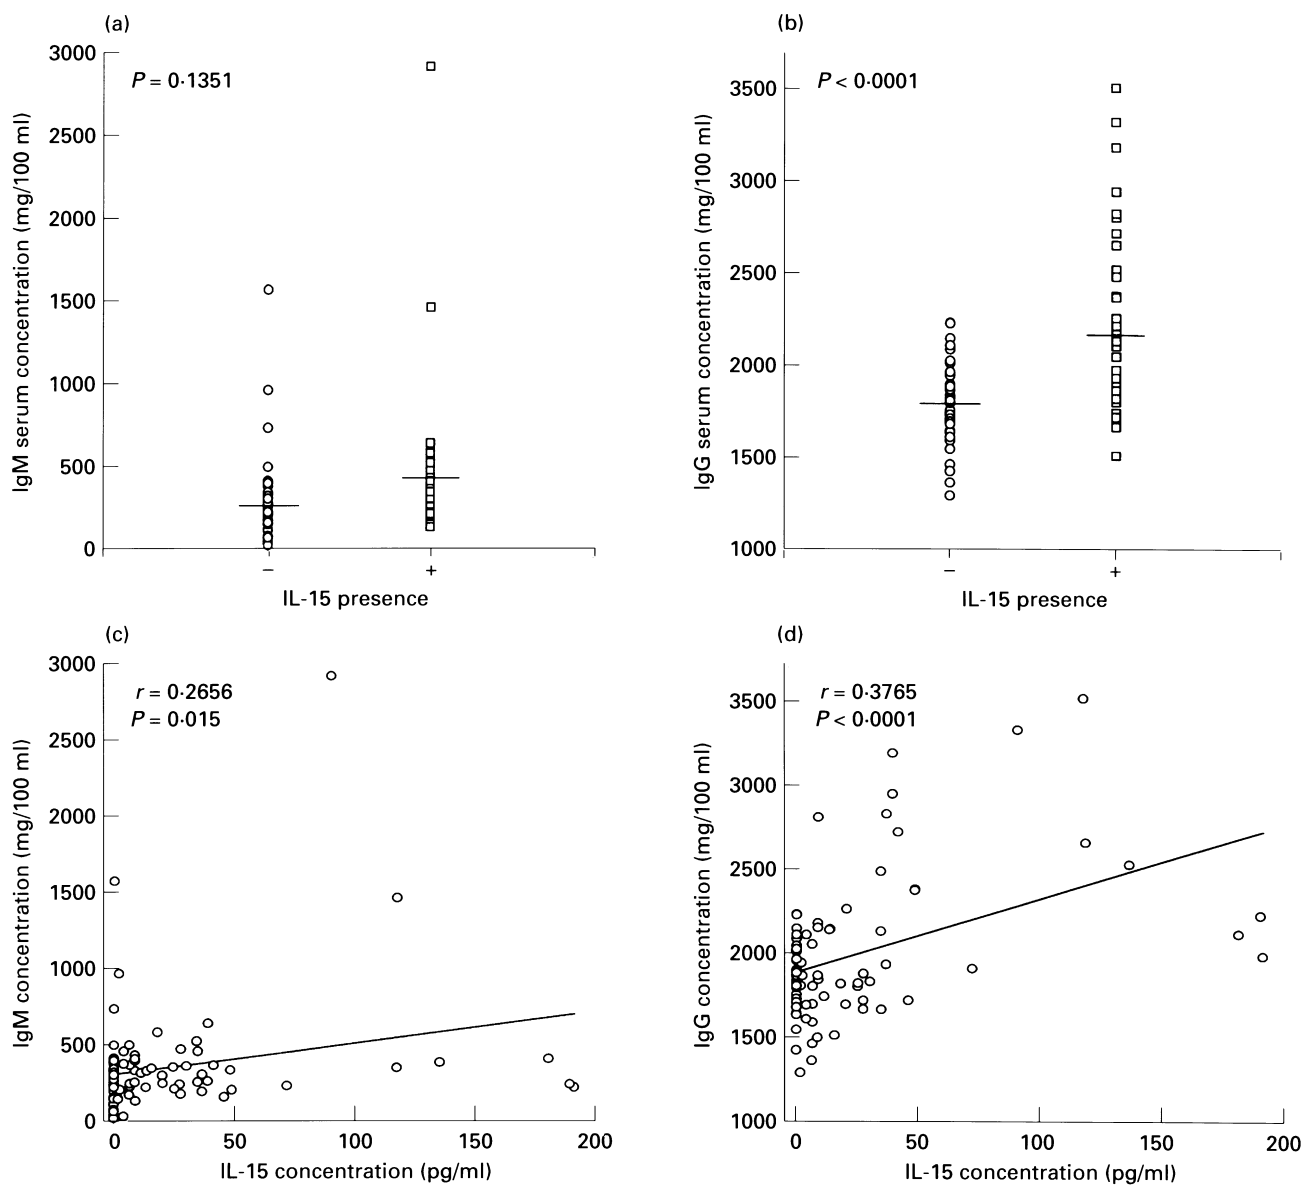 (a)
3000
2500
2000
1500
1000
500
0
P = 0·1351
IgM serum concentration (mg/100 ml)
− +
IL-15 presence
(b)
3500
3000
2500
2000
1500
1000
P < 0·0001
IgG serum concentration (mg/100 ml)
− +
IL-15 presence
(c)
3000
2500
2000
1500
1000
500
0
r = 0·2656
P = 0·015
IgM concentration (mg/100 ml)
0 50 100 150 200
IL-15 concentration (pg/ml)
(d)
3500
3000
2500
2000
1500
1000
r = 0·3765
P < 0·0001
IgG concentration (mg/100 ml)
0 50 100 150 200
IL-15 concentration (pg/ml)